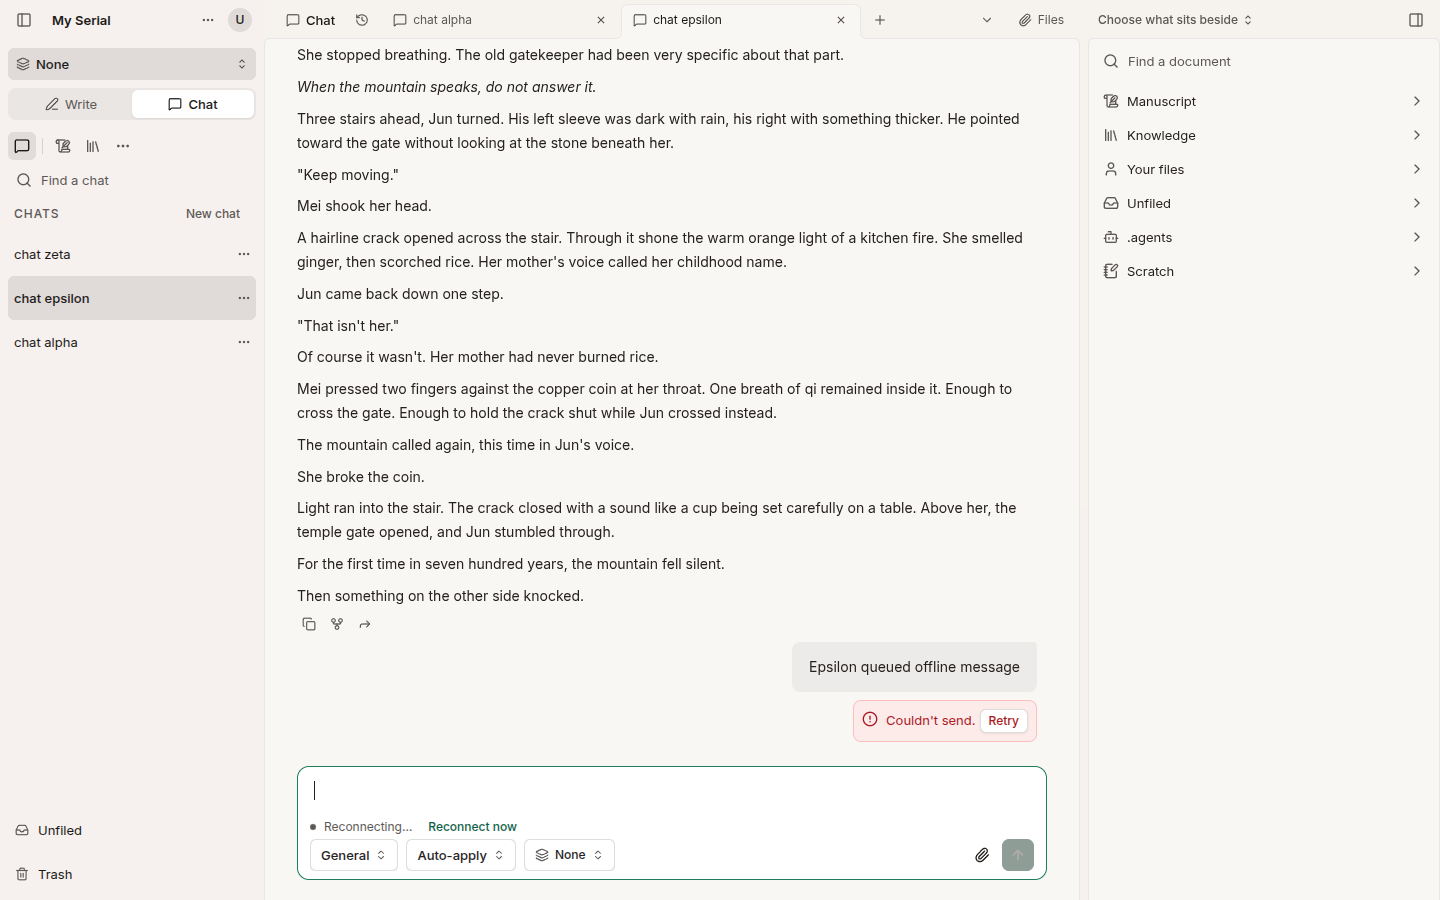 My Serial
U
None
Write
Chat
Find a chat
CHATS
New chat
chat zeta
chat epsilon
chat alpha
Unfiled
Trash
Chat
chat alpha
chat epsilon
Files
She stopped breathing. The old gatekeeper had been very specific about that part.
When the mountain speaks, do not answer it.
Three stairs ahead, Jun turned. His left sleeve was dark with rain, his right with something thicker. He pointed
toward the gate without looking at the stone beneath her.
"Keep moving."
Mei shook her head.
A hairline crack opened across the stair. Through it shone the warm orange light of a kitchen fire. She smelled
ginger, then scorched rice. Her mother's voice called her childhood name.
Jun came back down one step.
"That isn't her."
Of course it wasn't. Her mother had never burned rice.
Mei pressed two fingers against the copper coin at her throat. One breath of qi remained inside it. Enough to
cross the gate. Enough to hold the crack shut while Jun crossed instead.
The mountain called again, this time in Jun's voice.
She broke the coin.
Light ran into the stair. The crack closed with a sound like a cup being set carefully on a table. Above her, the
temple gate opened, and Jun stumbled through.
For the first time in seven hundred years, the mountain fell silent.
Then something on the other side knocked.
Epsilon queued offline message
Couldn't send. Retry
Reconnecting... Reconnect now
General
Auto-apply
None
Choose what sits beside
Find a document
Manuscript
Knowledge
Your files
Unfiled
.agents
Scratch